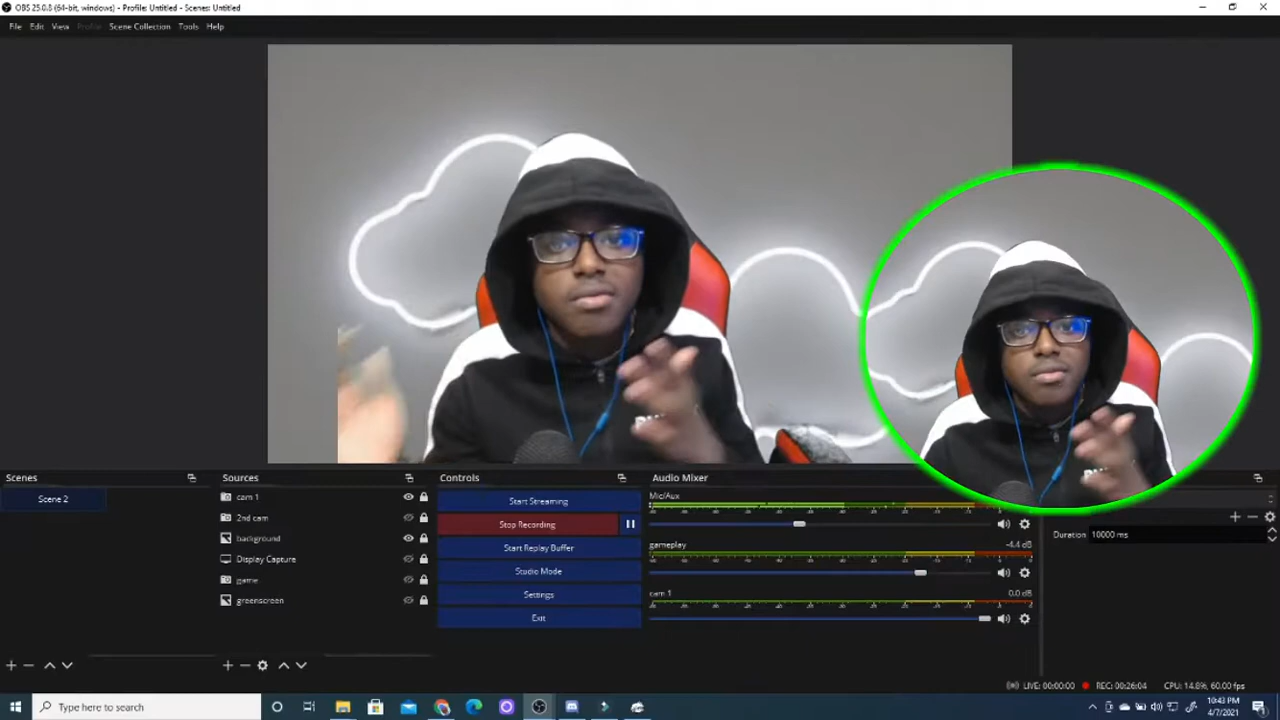 OBS 25.0.8 (64-bit, windows) - Profile: Untitled - Scenes: Untitled
File Edit View Profile Scene Collection Tools Help
Scenes
Scene 2
Sources
cam 1
2nd cam
background
Display Capture
game
greenscreen
Controls
Start Streaming
Stop Recording
Start Replay Buffer
Studio Mode
Settings
Exit
Audio Mixer
Mic/Aux
gameplay -4.4 dB
cam 1 0.0 dB
Duration 10000 ms
LIVE: 00:00:00 REC: 00:26:04 CPU: 14.8%, 60.00 fps
Type here to search
10:43 PM
4/7/2021